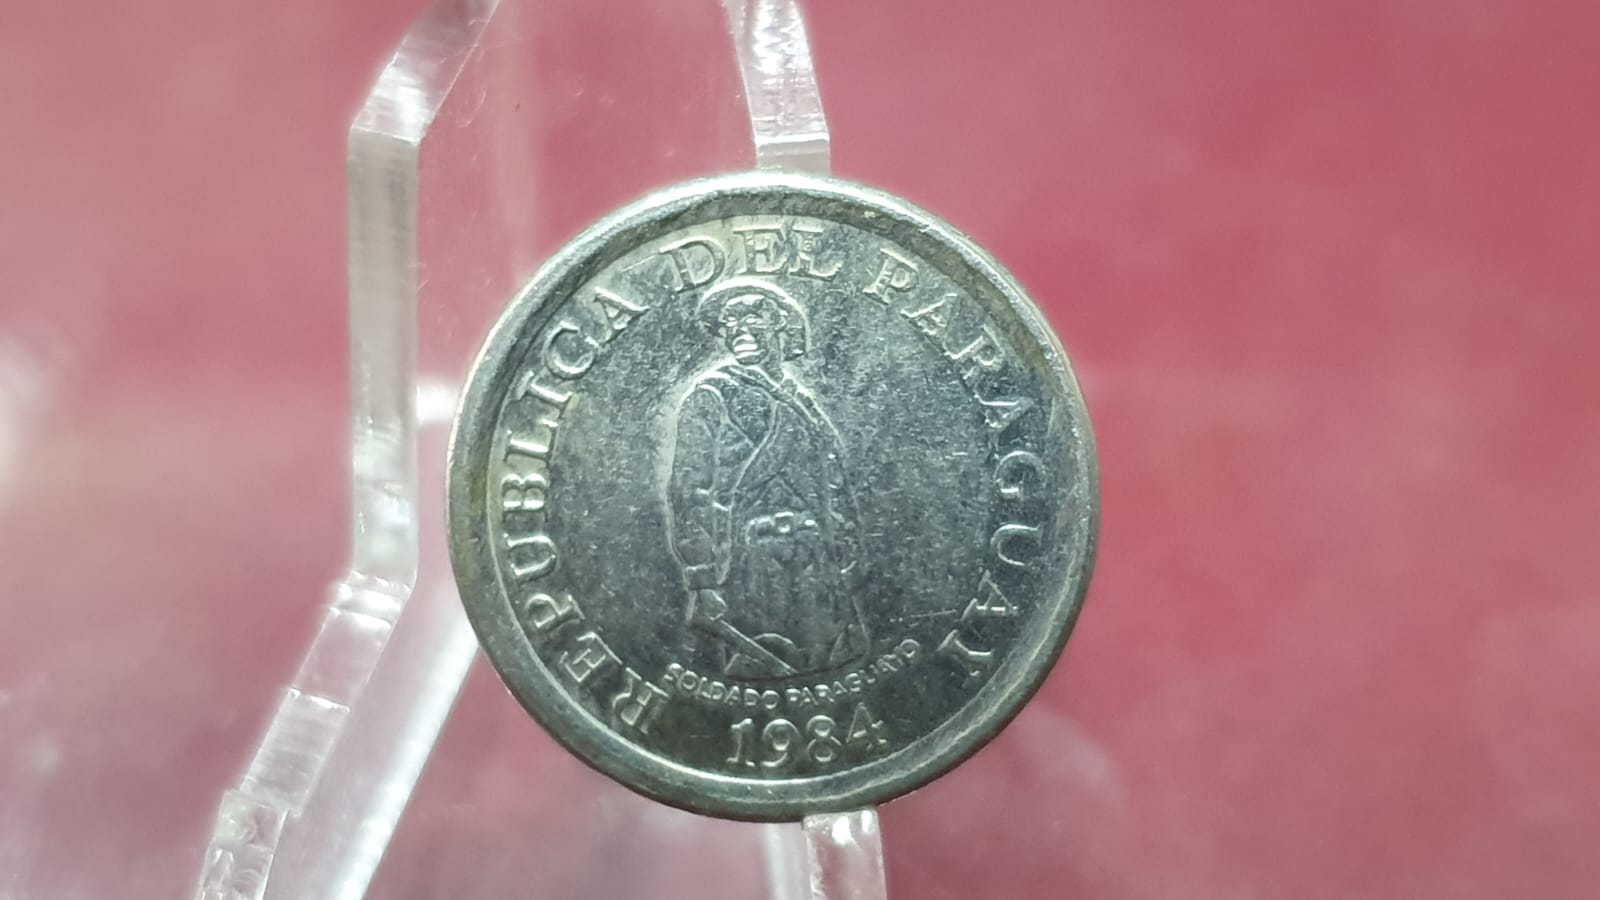 REPUBLICA DEL PARAGUAY
SOLDADO PARAGUAYO
1984